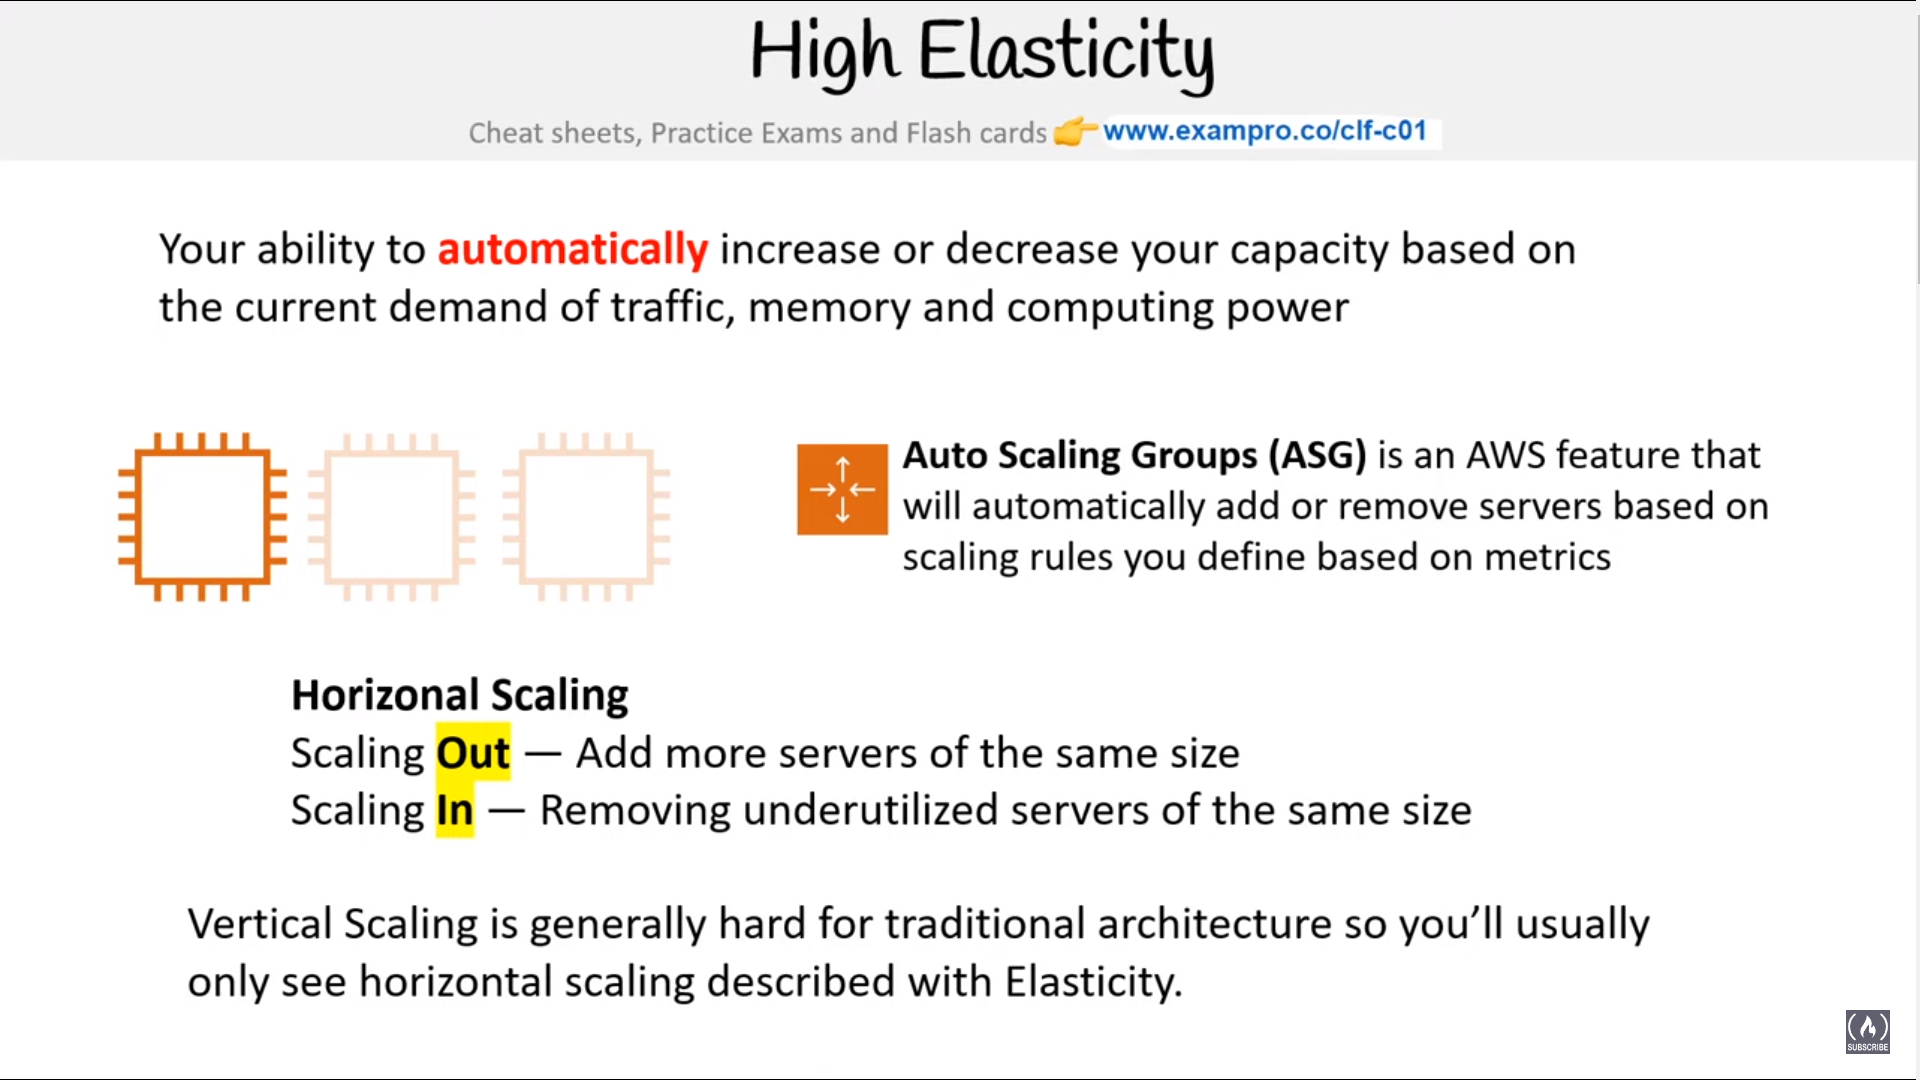 High Elasticity
Cheat sheets, Practice Exams and Flash cards 👉 www.exampro.co/clf-c01
Your ability to automatically increase or decrease your capacity based on
the current demand of traffic, memory and computing power
Auto Scaling Groups (ASG) is an AWS feature that
will automatically add or remove servers based on
scaling rules you define based on metrics
Horizonal Scaling
Scaling Out — Add more servers of the same size
Scaling In — Removing underutilized servers of the same size
Vertical Scaling is generally hard for traditional architecture so you’ll usually
only see horizontal scaling described with Elasticity.
SUBSCRIBE